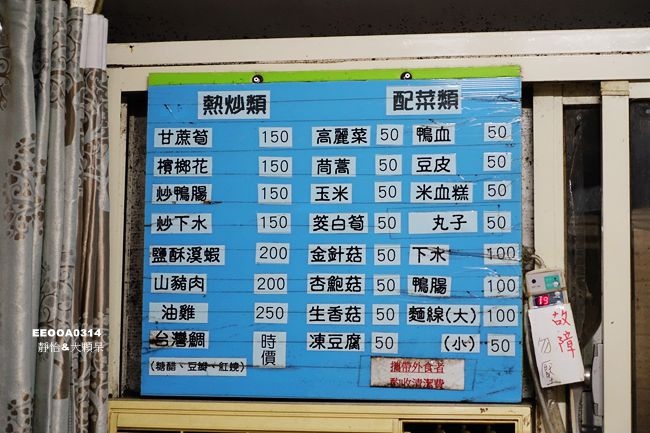 熱炒類
甘蔗筍 150
檳榔花 150
炒鴨腸 150
炒下水 150
鹽酥溪蝦 200
山豬肉 200
油雞 250
台灣鯛 時價
(糖醋、豆瓣、紅燒)
配菜類
高麗菜 50 鴨血 50
茼蒿 50 豆皮 50
玉米 50 米血糕 50
茭白筍 50 丸子 50
金針菇 50 下水 100
杏鮑菇 50 鴨腸 100
生香菇 50 麵線(大) 100
凍豆腐 50 (小) 50
攜帶外食者
酌收清潔費
19
故障
勿壓
EEOOA0314
靜怡&大顆呆